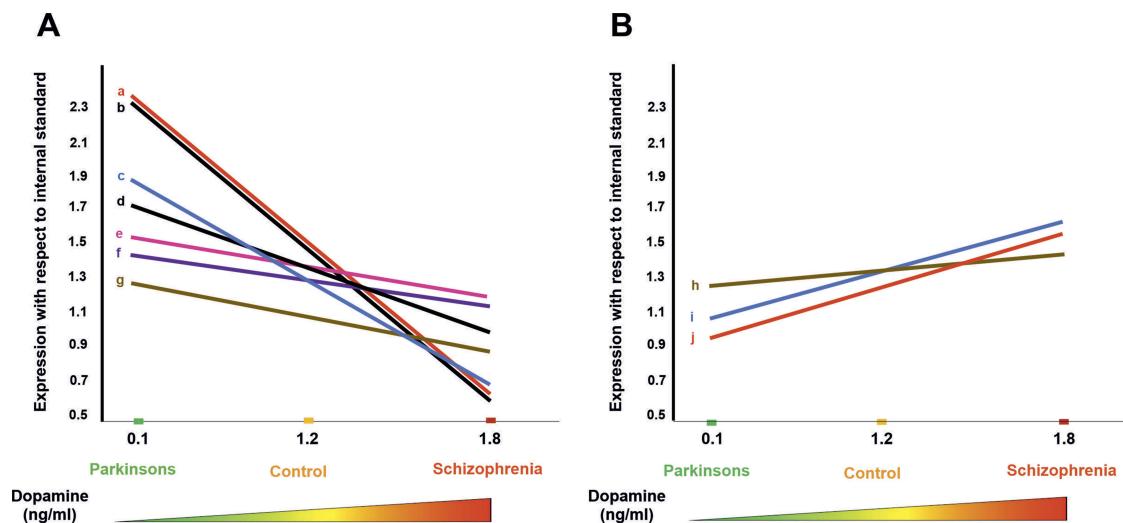 A
Expression with respect to internal standard
2.3
2.1
1.9
1.7
1.5
1.3
1.1
0.9
0.7
0.5
a
b
c
d
e
f
g
0.1
1.2
1.8
Parkinsons
Control
Schizophrenia
Dopamine
(ng/ml)
B
Expression with respect to internal standard
2.3
2.1
1.9
1.7
1.5
1.3
1.1
0.9
0.7
0.5
h
i
j
0.1
1.2
1.8
Parkinsons
Control
Schizophrenia
Dopamine
(ng/ml)